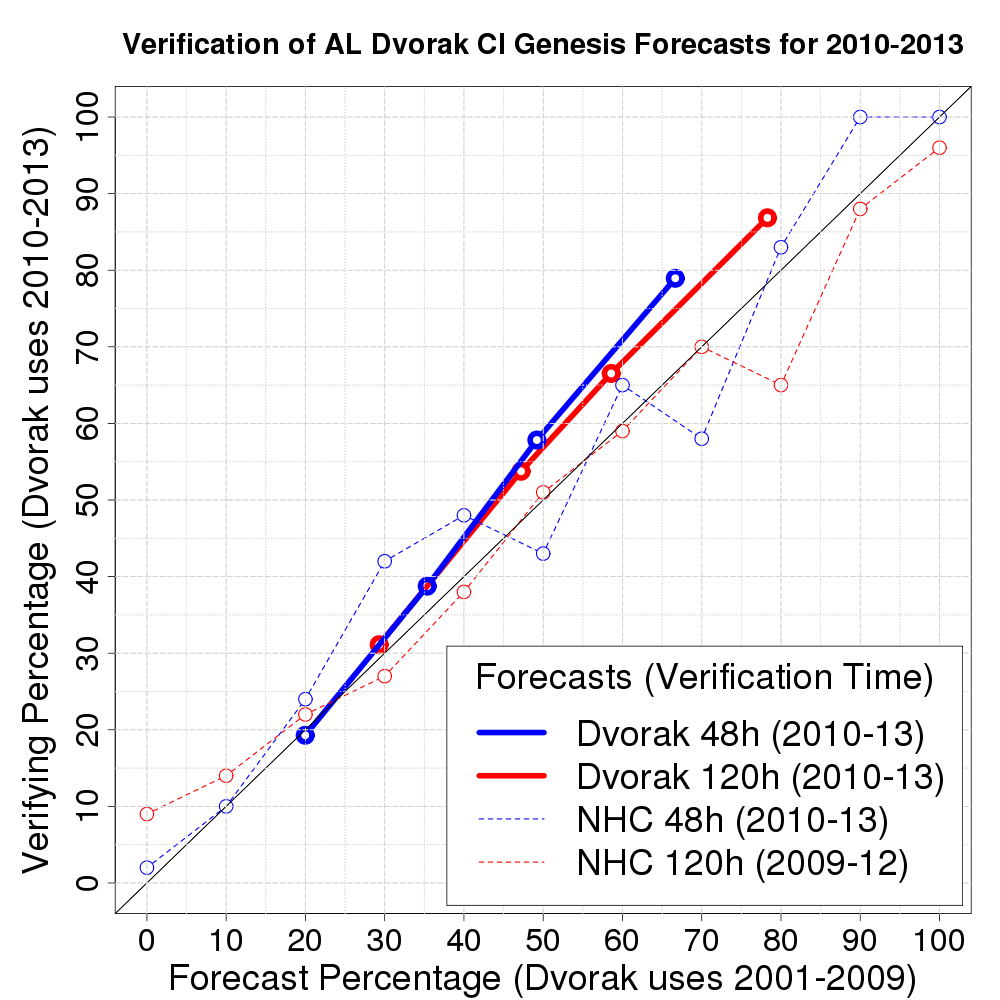 Verification of AL Dvorak CI Genesis Forecasts for 2010-2013
Verifying Percentage (Dvorak uses 2010-2013)
100
90
80
70
60
50
40
30
20
10
0
Forecasts (Verification Time)
Dvorak 48h (2010-13)
Dvorak 120h (2010-13)
NHC 48h (2010-13)
NHC 120h (2009-12)
0 10 20 30 40 50 60 70 80 90 100
Forecast Percentage (Dvorak uses 2001-2009)